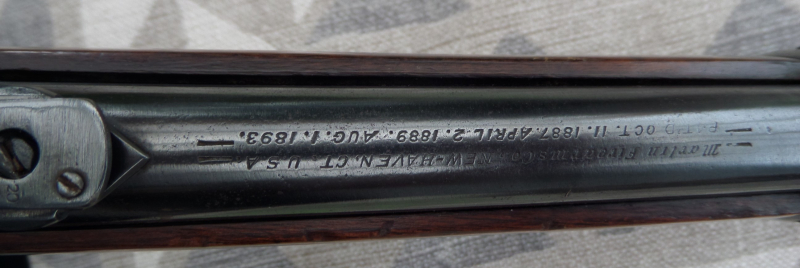 Marlin Firearms Co. NEW-HAVEN, CT. U.S.A
PAT'D OCT. 11. 1887. APRIL. 2. 1889. AUG. 1. 1893.